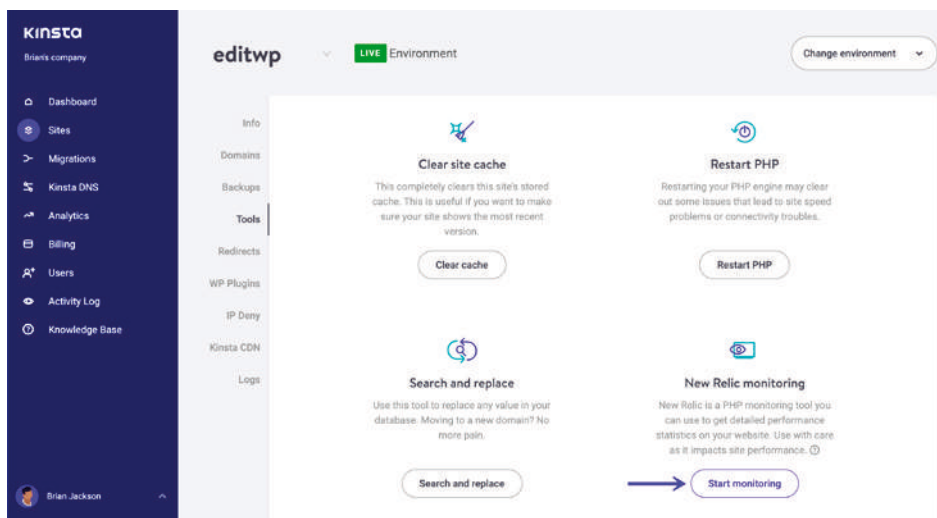 KINSTA
Brian's company
Dashboard
Sites
Migrations
Kinsta DNS
Analytics
Billing
Users
Activity Log
Knowledge Base
Brian Jackson
editwp
LIVE Environment
Change environment
Info
Domains
Backups
Tools
Redirects
WP Plugins
IP Deny
Kinsta CDN
Logs
Clear site cache
This completely clears this site's stored
cache. This is useful if you want to make
sure your site shows the most recent
version.
Clear cache
Restart PHP
Restarting your PHP engine may clear
out some issues that lead to site speed
problems or connectivity troubles.
Restart PHP
Search and replace
Use this tool to replace any value in your
database. Moving to a new domain? No
more pain.
Search and replace
New Relic monitoring
New Relic is a PHP monitoring tool you
can use to get detailed performance
statistics on your website. Use with care
as it impacts site performance.
Start monitoring